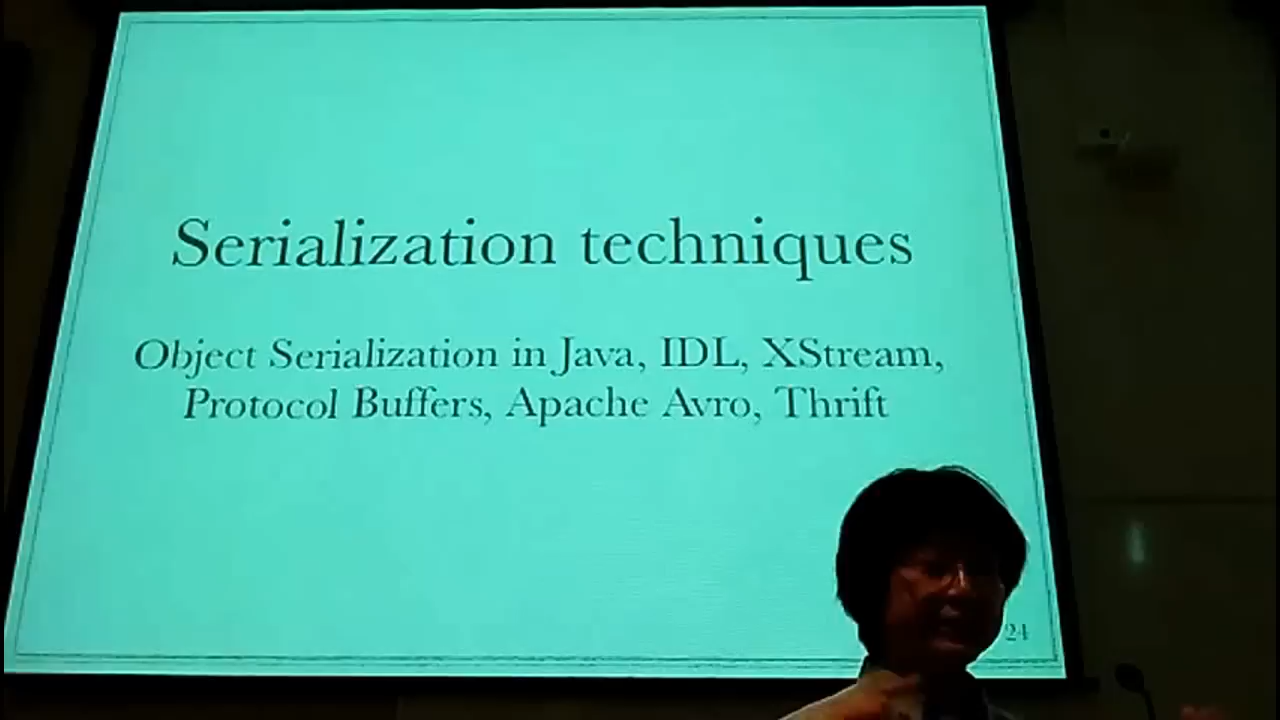 Serialization techniques
Object Serialization in Java, IDL, XStream,
Protocol Buffers, Apache Avro, Thrift
24